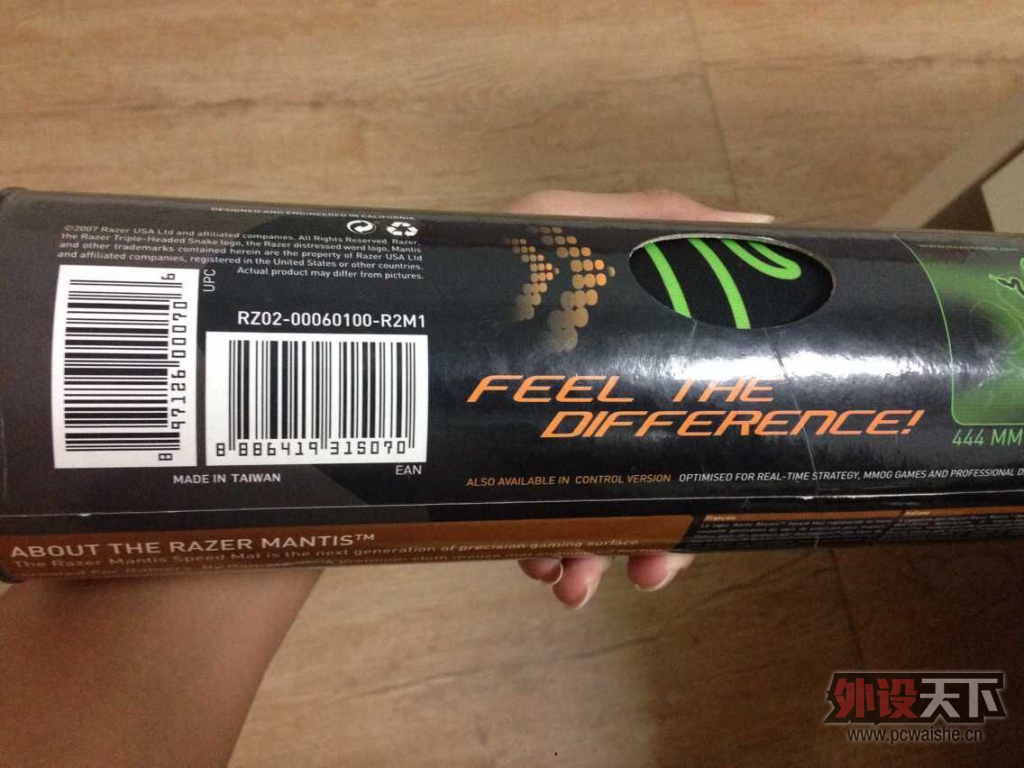 DESIGNED AND ENGINEERED IN CALIFORNIA
©2007 Razer USA Ltd and affiliated companies. All Rights Reserved. Razer,
the Razer Triple-Headed Snake logo, the Razer distressed word logo, Mantis
and other trademarks contained herein are the property of Razer USA Ltd
and affiliated companies, registered in the United States or other countries.
Actual product may differ from pictures.
UPC
8 97126 00070 6
RZ02-00060100-R2M1
8 886419 315070
EAN
MADE IN TAIWAN
FEEL THE
DIFFERENCE!
444 MM
ALSO AVAILABLE IN CONTROL VERSION OPTIMISED FOR REAL-TIME STRATEGY, MMOG GAMES AND PROFESSIONAL D
ABOUT THE RAZER MANTIS™
The Razer Mantis Speed Mat is the next generation of precision gaming surface
外设天下
www.pcwaishe.cn